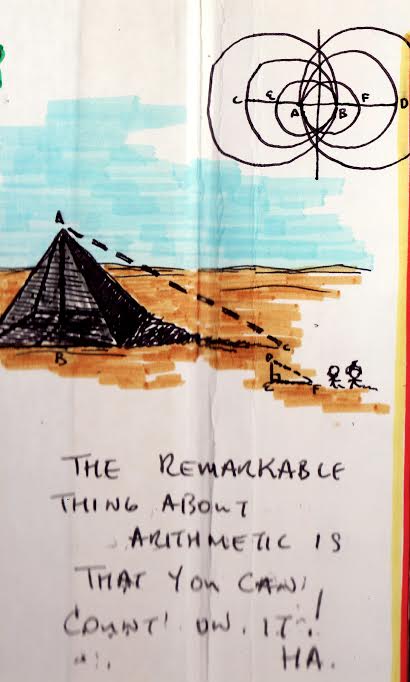 C E A B F D
A
C
B
D
E F
THE REMARKABLE
THING ABOUT
ARITHMETIC IS
THAT YOU CAN
COUNT ON IT!
HA.